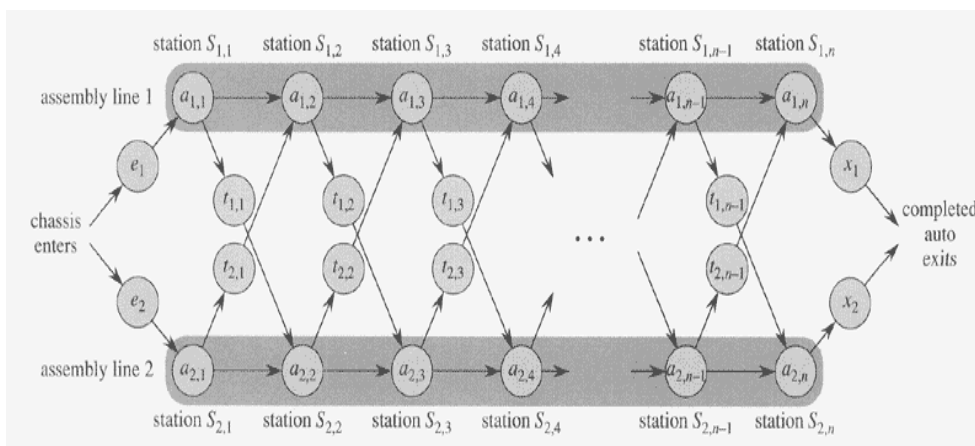 station S1,1 station S1,2 station S1,3 station S1,4 station S1,n–1 station S1,n
assembly line 1 a1,1 a1,2 a1,3 a1,4 a1,n–1 a1,n
e1 x1
t1,1 t1,2 t1,3 t1,n–1
chassis enters
completed auto exits
...
t2,1 t2,2 t2,3 t2,n–1
e2 x2
assembly line 2 a2,1 a2,2 a2,3 a2,4 a2,n–1 a2,n
station S2,1 station S2,2 station S2,3 station S2,4 station S2,n–1 station S2,n